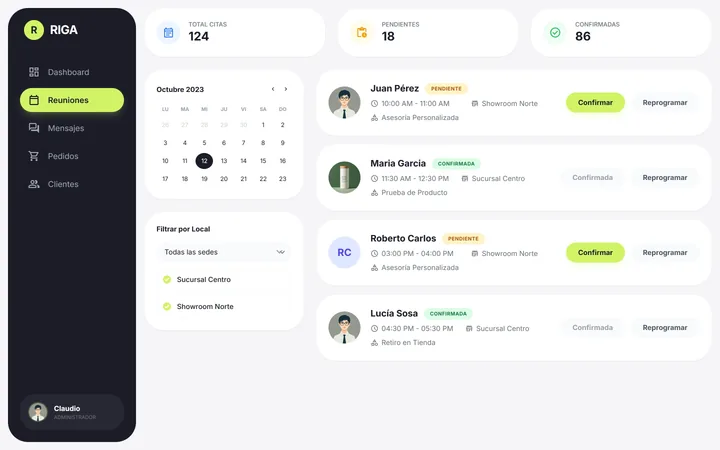 R RIGA
Dashboard
Reuniones
Mensajes
Pedidos
Clientes
Claudio
ADMINISTRADOR
TOTAL CITAS
124
PENDIENTES
18
CONFIRMADAS
86
Octubre 2023
LU MA MI JU VI SA DO
26 27 28 29 30 1 2
3 4 5 6 7 8 9
10 11 12 13 14 15 16
17 18 19 20 21 22 23
Filtrar por Local
Todas las sedes
Sucursal Centro
Showroom Norte
Juan Pérez PENDIENTE
10:00 AM - 11:00 AM Showroom Norte
Asesoría Personalizada
Confirmar Reprogramar
Maria Garcia CONFIRMADA
11:30 AM - 12:30 PM Sucursal Centro
Prueba de Producto
Confirmada Reprogramar
RC
Roberto Carlos PENDIENTE
03:00 PM - 04:00 PM Showroom Norte
Asesoría Personalizada
Confirmar Reprogramar
Lucía Sosa CONFIRMADA
04:30 PM - 05:30 PM Sucursal Centro
Retiro en Tienda
Confirmada Reprogramar